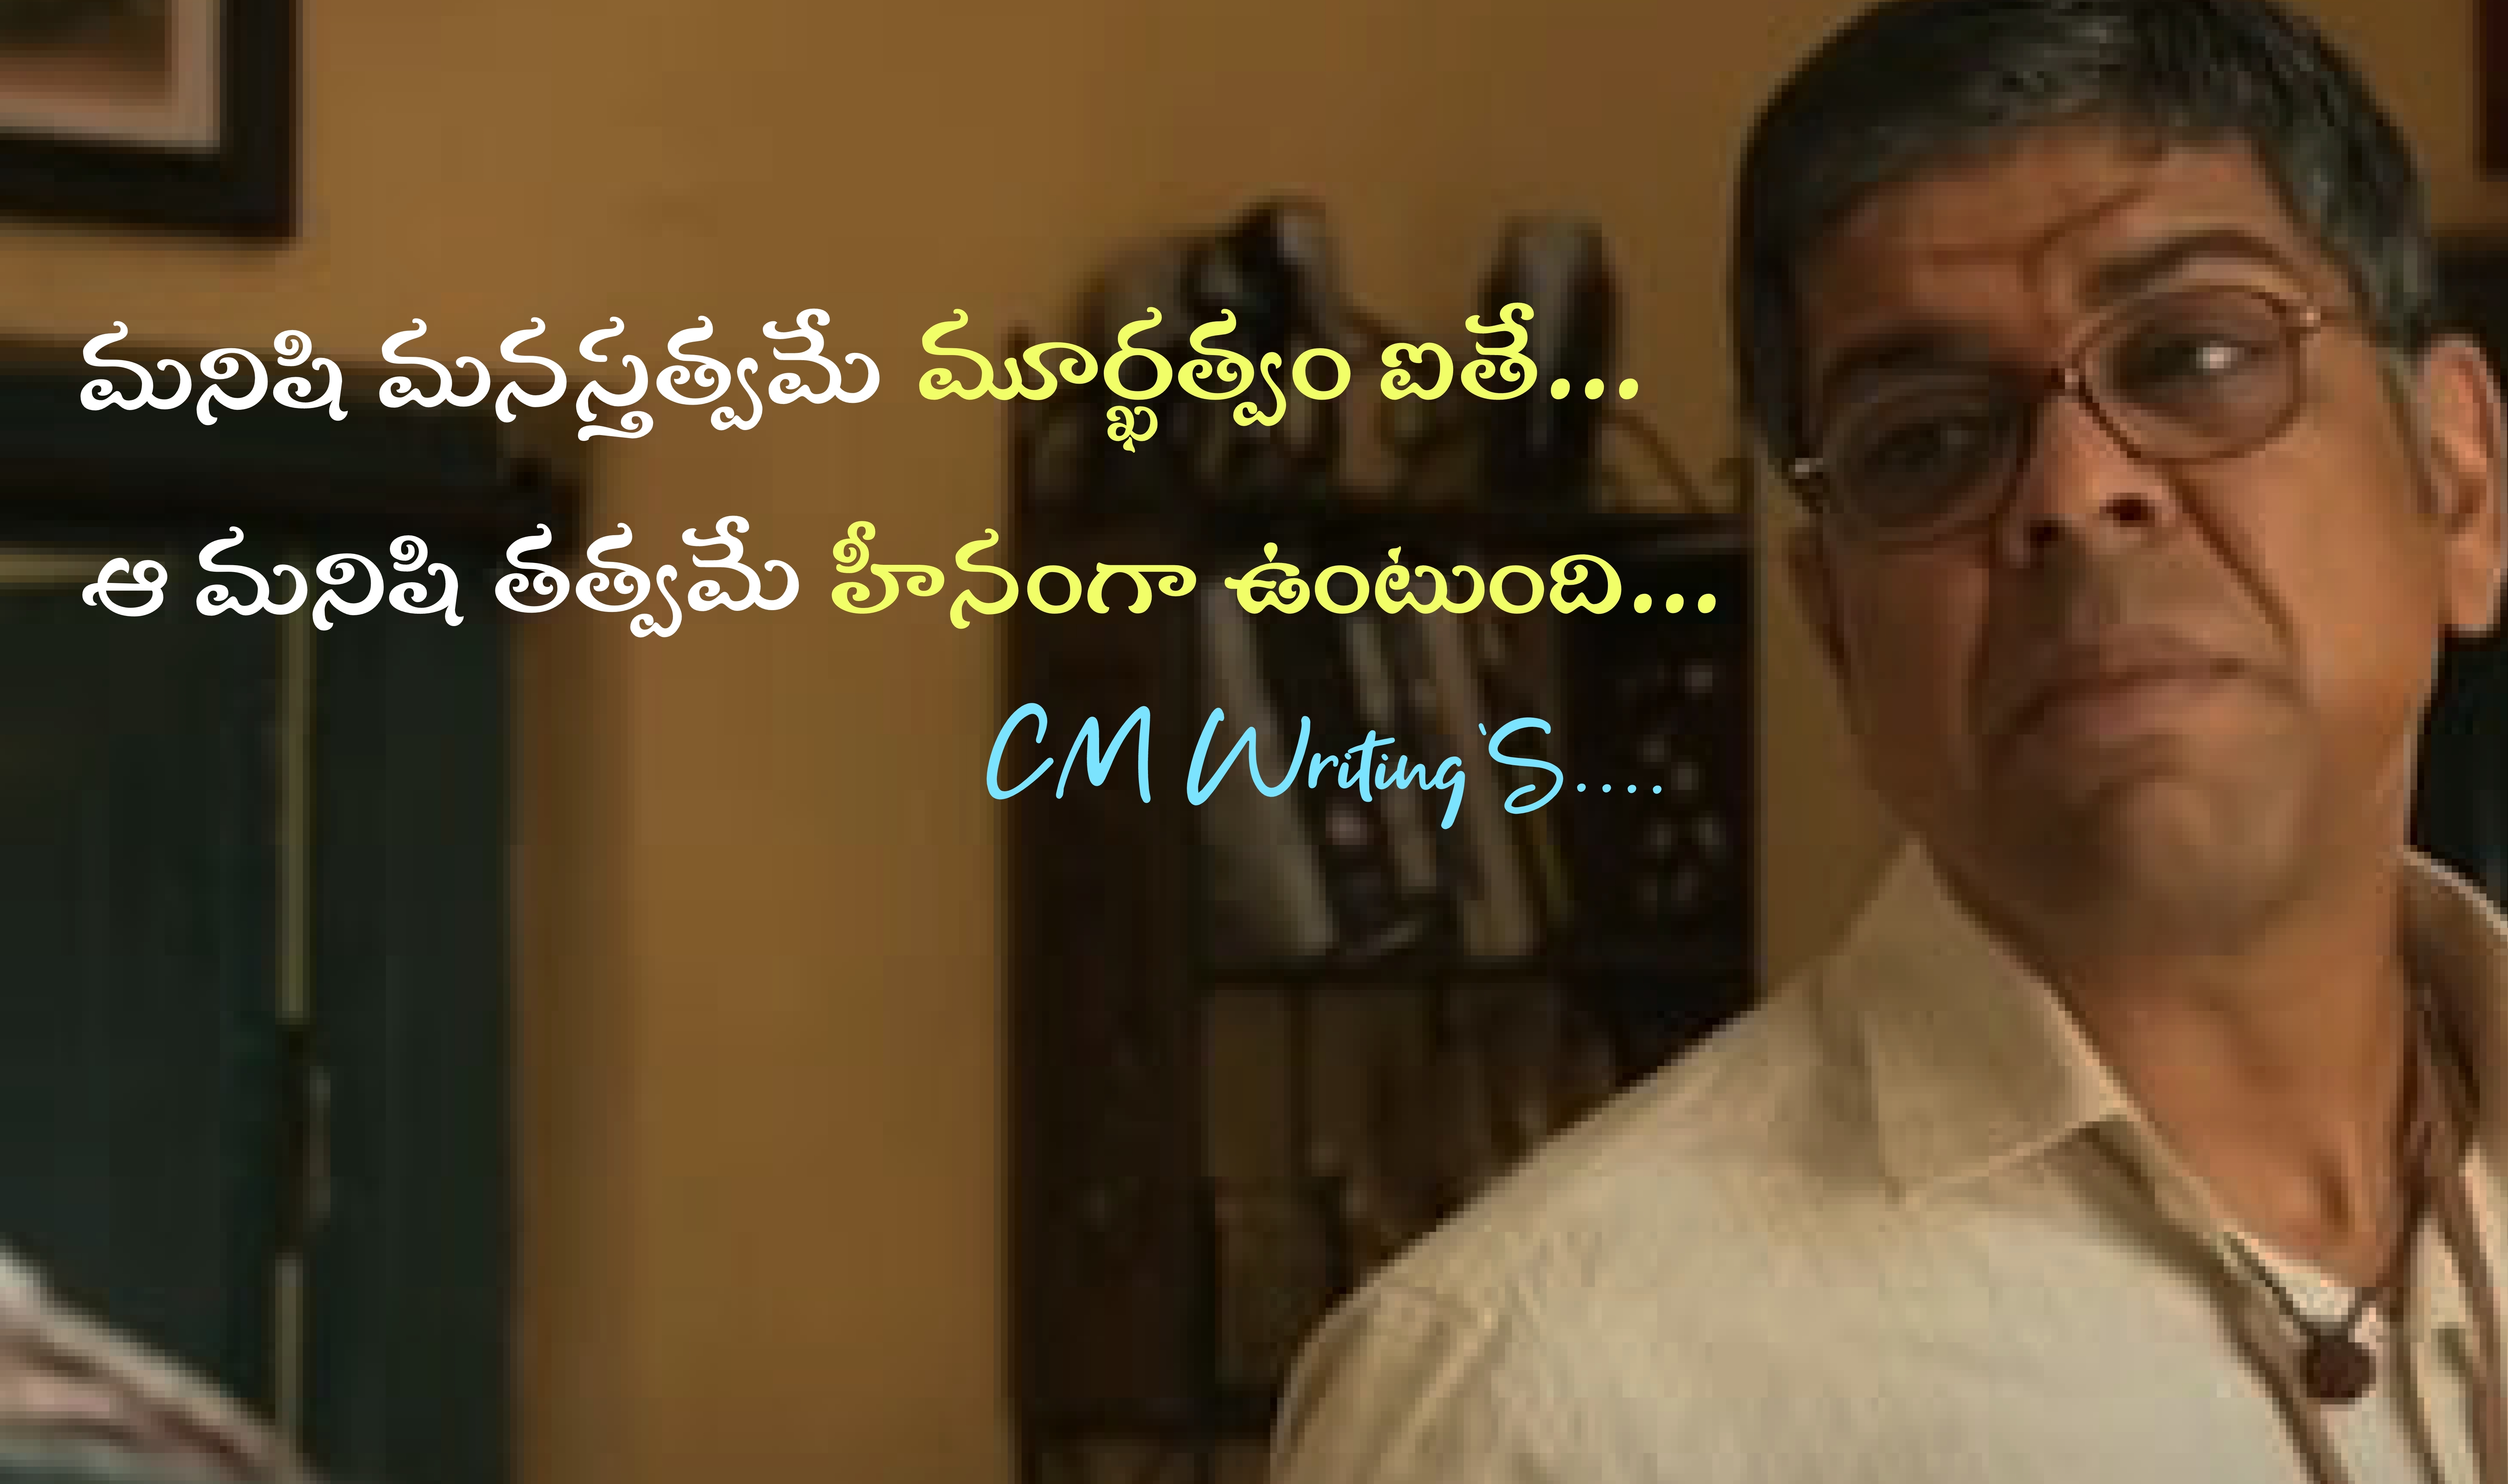 మనిషి మనస్తత్వమే మూర్ఖత్వం ఐతే...
ఆ మనిషి తత్వమే హీనంగా ఉంటుంది...
CM Writing'S....